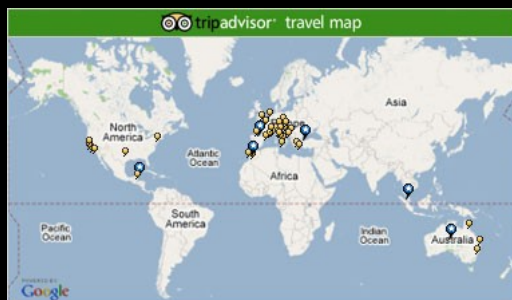 tripadvisor® travel map
Asia
North
America
Atlantic
Ocean
Africa
South
America
Pacific
Ocean
Indian
Ocean
Australia
POWERED BY
Google